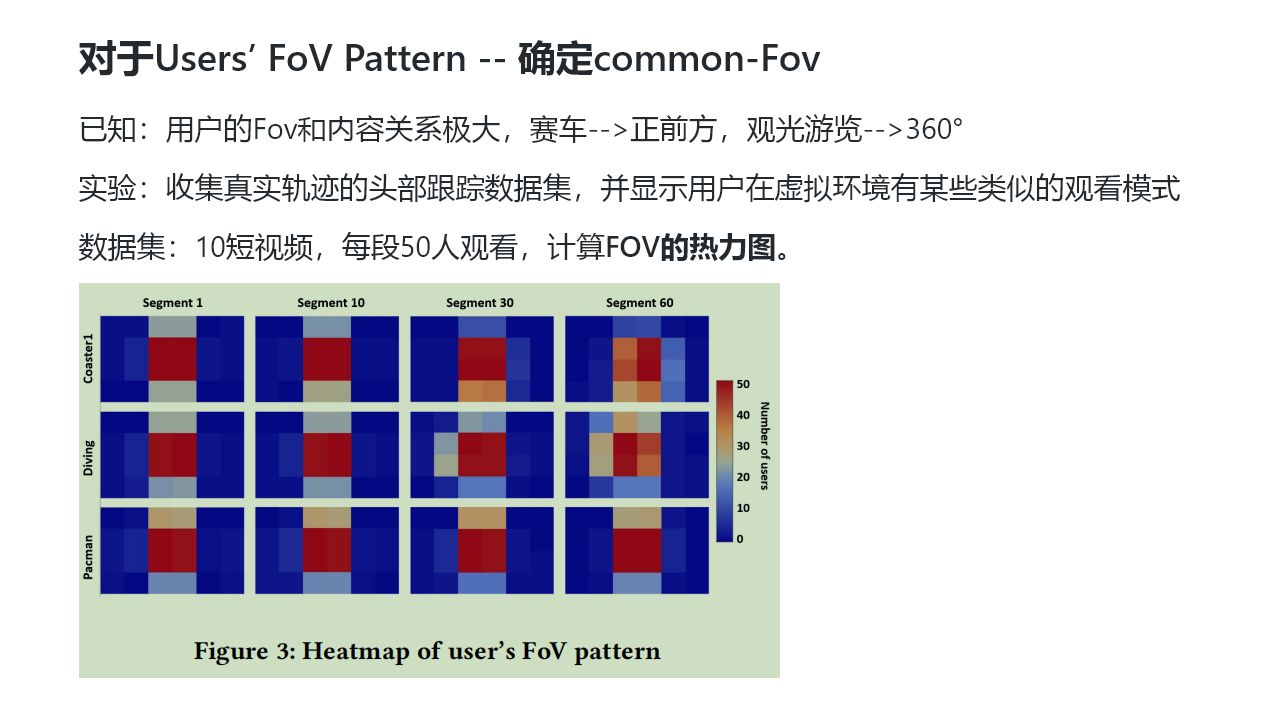 对于Users’ FoV Pattern -- 确定common-Fov
已知：用户的Fov和内容关系极大，赛车-->正前方，观光游览-->360°
实验：收集真实轨迹的头部跟踪数据集，并显示用户在虚拟环境有某些类似的观看模式
数据集：10短视频，每段50人观看，计算FOV的热力图。
Segment 1 Segment 10 Segment 30 Segment 60
Coaster1
Diving
Pacman
50
40
30
20
10
0
Number of users
Figure 3: Heatmap of user’s FoV pattern